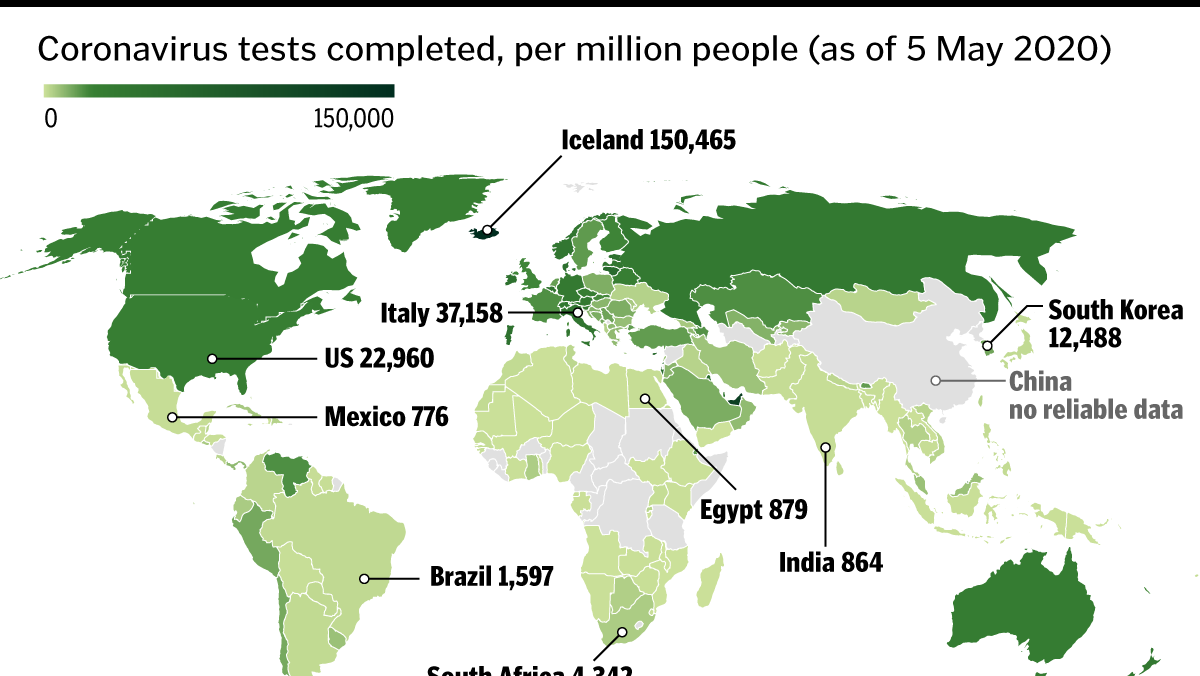 Coronavirus tests completed, per million people (as of 5 May 2020)
0
150,000
Iceland 150,465
Italy 37,158
South Korea
12,488
US 22,960
China
no reliable data
Mexico 776
Egypt 879
India 864
Brazil 1,597
South Africa 4,342